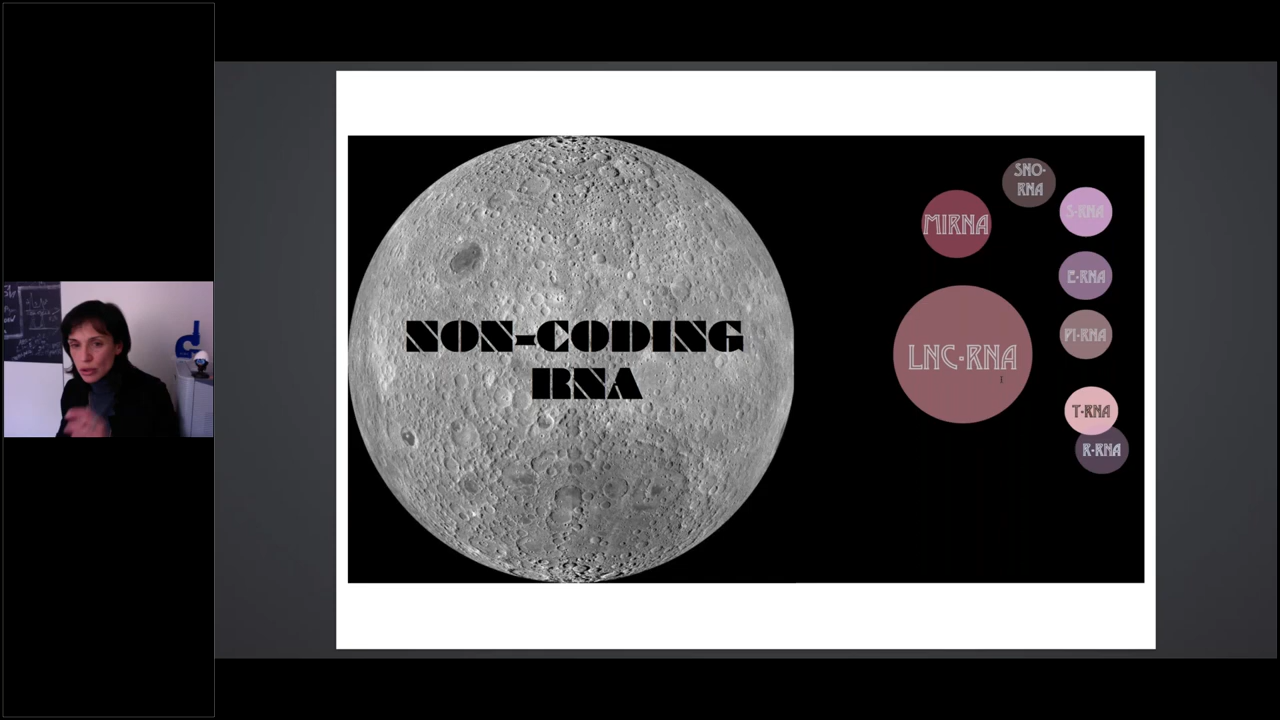 NON-CODING
RNA
SNO-
RNA
MIRNA
S-RNA
C-RNA
PI-RNA
LNC-RNA
T-RNA
R-RNA